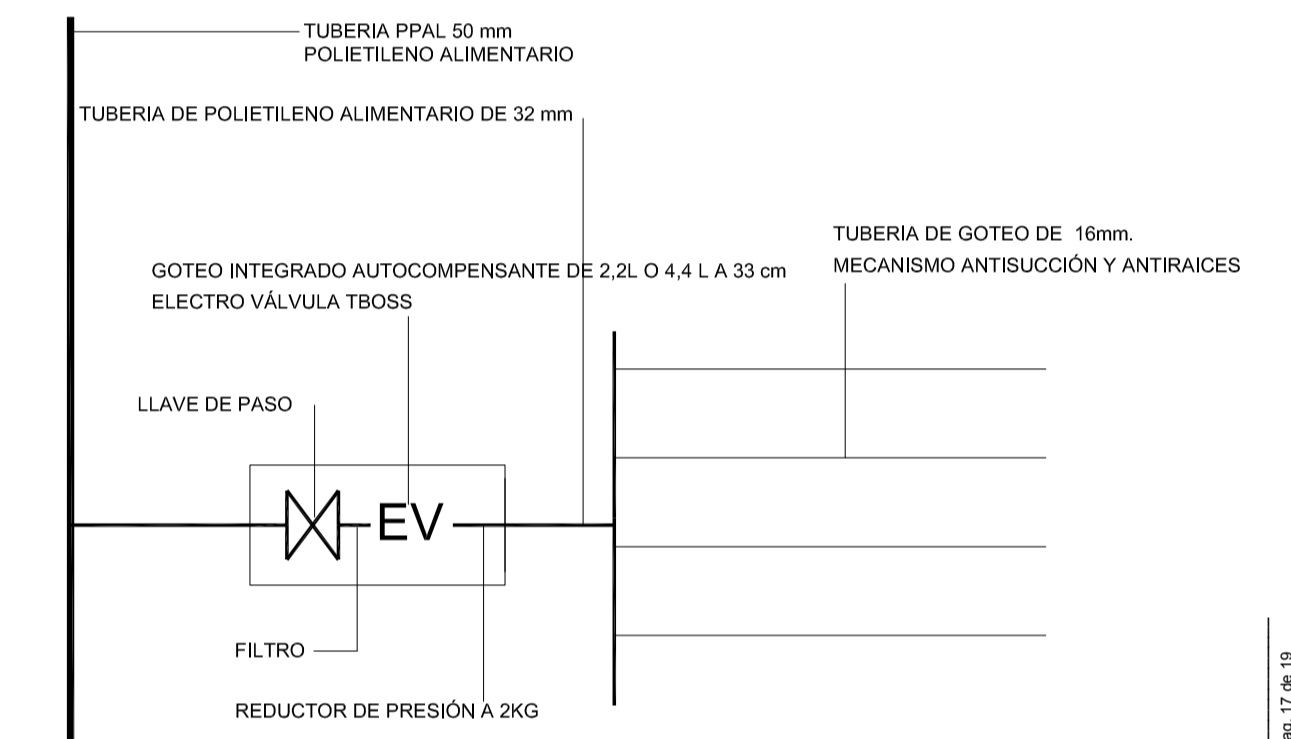 TUBERIA PPAL 50 mm
POLIETILENO ALIMENTARIO
TUBERIA DE POLIETILENO ALIMENTARIO DE 32 mm
TUBERIA DE GOTEO DE 16mm.
MECANISMO ANTISUCCIÓN Y ANTIRAICES
GOTEO INTEGRADO AUTOCOMPENSANTE DE 2,2L O 4,4 L A 33 cm
ELECTRO VÁLVULA TBOSS
LLAVE DE PASO
EV
FILTRO
REDUCTOR DE PRESIÓN A 2KG
17 de 19